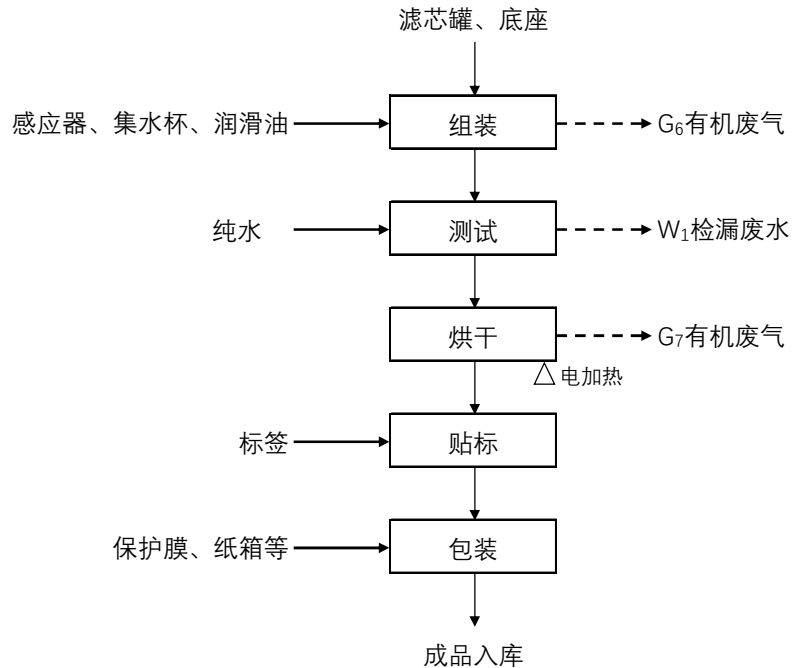 滤芯罐、底座
感应器、集水杯、润滑油
组装
G₆有机废气
纯水
测试
W₁检漏废水
烘干
G₇有机废气
电加热
标签
贴标
保护膜、纸箱等
包装
成品入库